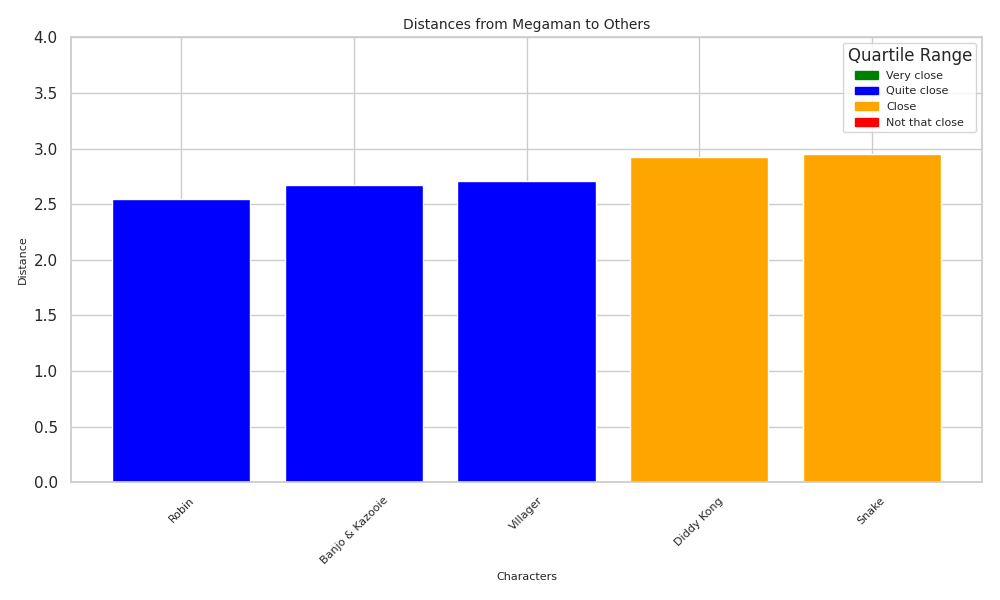 Distances from Megaman to Others
Quartile Range
Very close
Quite close
Close
Not that close
Distance
4.0
3.5
3.0
2.5
2.0
1.5
1.0
0.5
0.0
Robin
Banjo & Kazooie
Villager
Diddy Kong
Snake
Characters